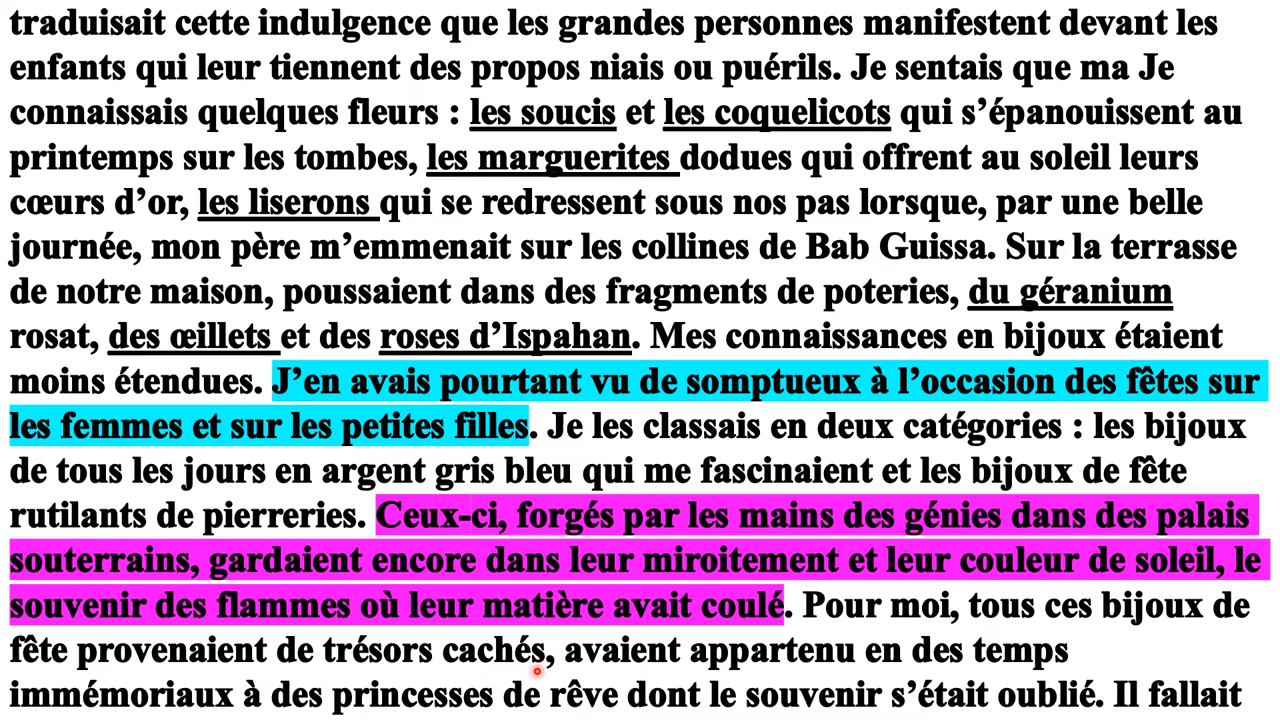 traduisait cette indulgence que les grandes personnes manifestent devant les
enfants qui leur tiennent des propos niais ou puérils. Je sentais que ma Je
connaissais quelques fleurs : les soucis et les coquelicots qui s’épanouissent au
printemps sur les tombes, les marguerites dodues qui offrent au soleil leurs
cœurs d’or, les liserons qui se redressent sous nos pas lorsque, par une belle
journée, mon père m’emmenait sur les collines de Bab Guissa. Sur la terrasse
de notre maison, poussaient dans des fragments de poteries, du géranium
rosat, des œillets et des roses d’Ispahan. Mes connaissances en bijoux étaient
moins étendues. J’en avais pourtant vu de somptueux à l’occasion des fêtes sur
les femmes et sur les petites filles. Je les classais en deux catégories : les bijoux
de tous les jours en argent gris bleu qui me fascinaient et les bijoux de fête
rutilants de pierreries. Ceux-ci, forgés par les mains des génies dans des palais
souterrains, gardaient encore dans leur miroitement et leur couleur de soleil, le
souvenir des flammes où leur matière avait coulé. Pour moi, tous ces bijoux de
fête provenaient de trésors cachés, avaient appartenu en des temps
immémoriaux à des princesses de rêve dont le souvenir s’était oublié. Il fallait